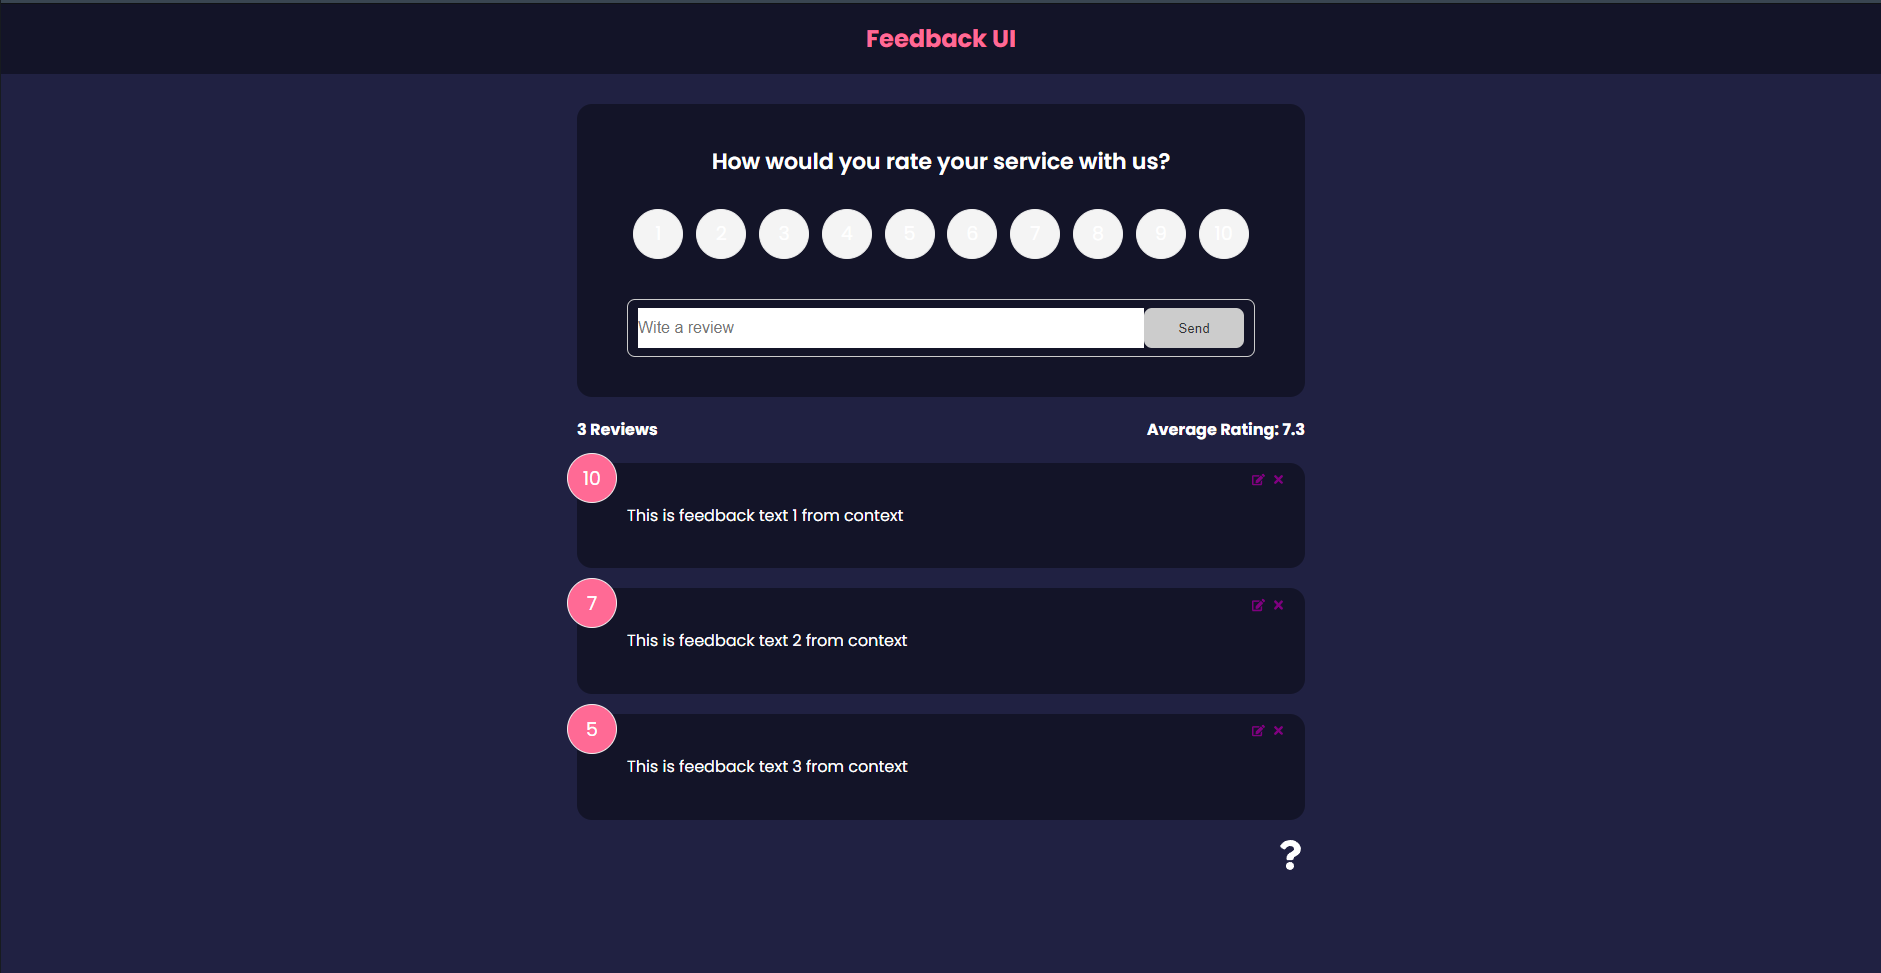 Feedback UI
How would you rate your service with us?
1 2 3 4 5 6 7 8 9 10
Wite a review
Send
3 Reviews
Average Rating: 7.3
10
This is feedback text 1 from context
7
This is feedback text 2 from context
5
This is feedback text 3 from context
?